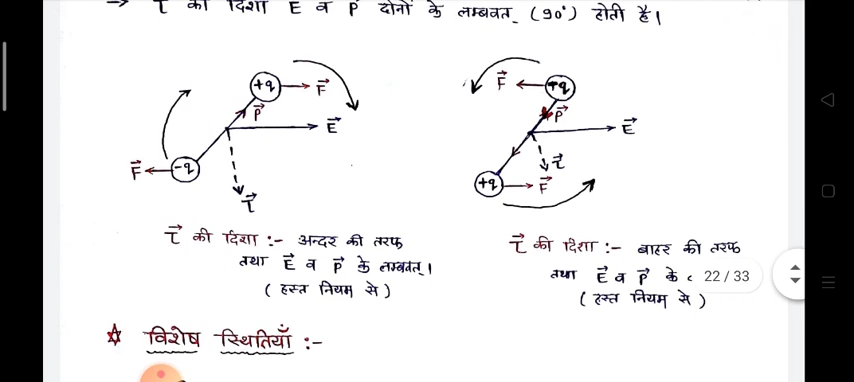 → τ की दिशा E व P दोनों के लम्बवत् (90°) होती है।
+q F⃗
P⃗
E⃗
F⃗ -q
τ⃗
F⃗ +q
P⃗
E⃗
τ⃗
+q F⃗
τ⃗ की दिशा :- अन्दर की तरफ
तथा E⃗ व P⃗ के लम्बवत्।
( हस्त नियम से )
τ⃗ की दिशा :- बाहर की तरफ
तथा E⃗ व P⃗ के
( हस्त नियम से )
22 / 33
☆ विशेष स्थितियाँ :-